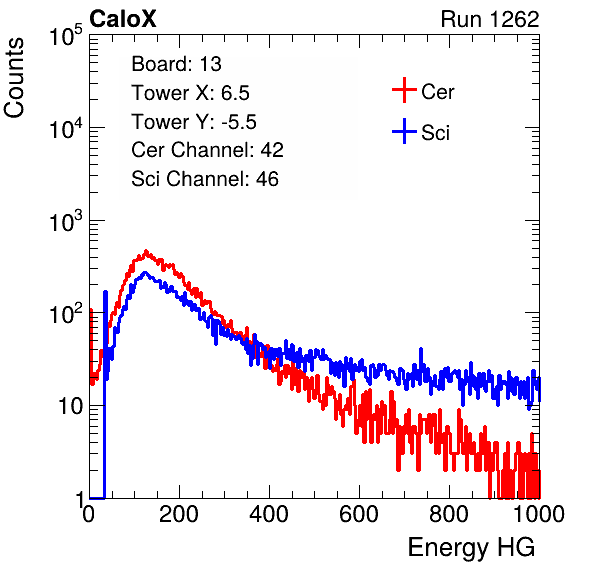 CaloX Run 1262
Counts
Board: 13
Tower X: 6.5
Tower Y: -5.5
Cer Channel: 42
Sci Channel: 46
Cer
Sci
10^5
10^4
10^3
10^2
10
1
0 200 400 600 800 1000
Energy HG